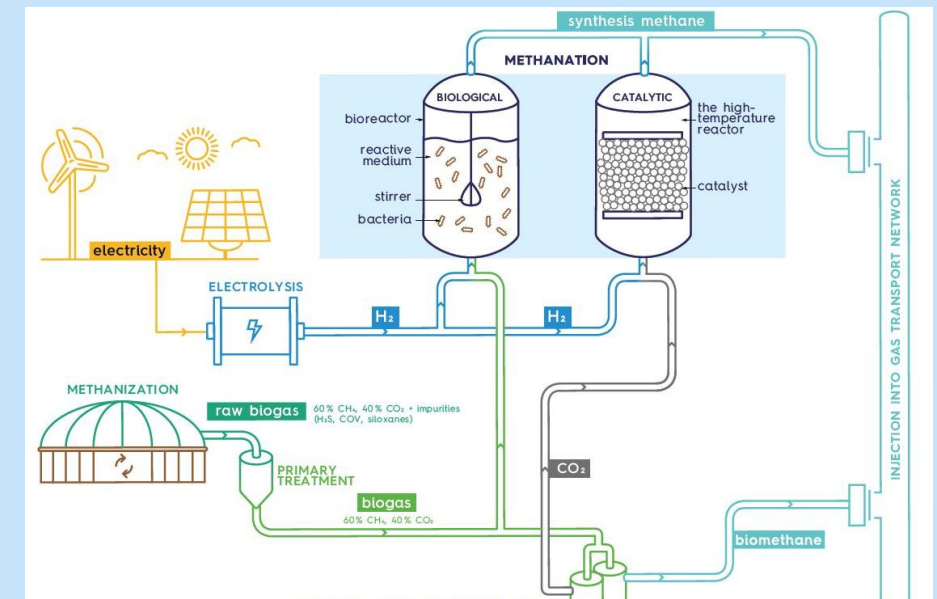 synthesis methane
METHANATION
BIOLOGICAL
CATALYTIC
bioreactor
the high-
temperature
reactor
reactive
medium
catalyst
stirrer
bacteria
electricity
ELECTROLYSIS
H₂
H₂
METHANIZATION
raw biogas
60% CH₄, 40% CO₂ + impurities
(H₂S, COV, siloxanes)
PRIMARY
TREATMENT
CO₂
biogas
60% CH₄, 40% CO₂
biomethane
INJECTION INTO GAS TRANSPORT NETWORK